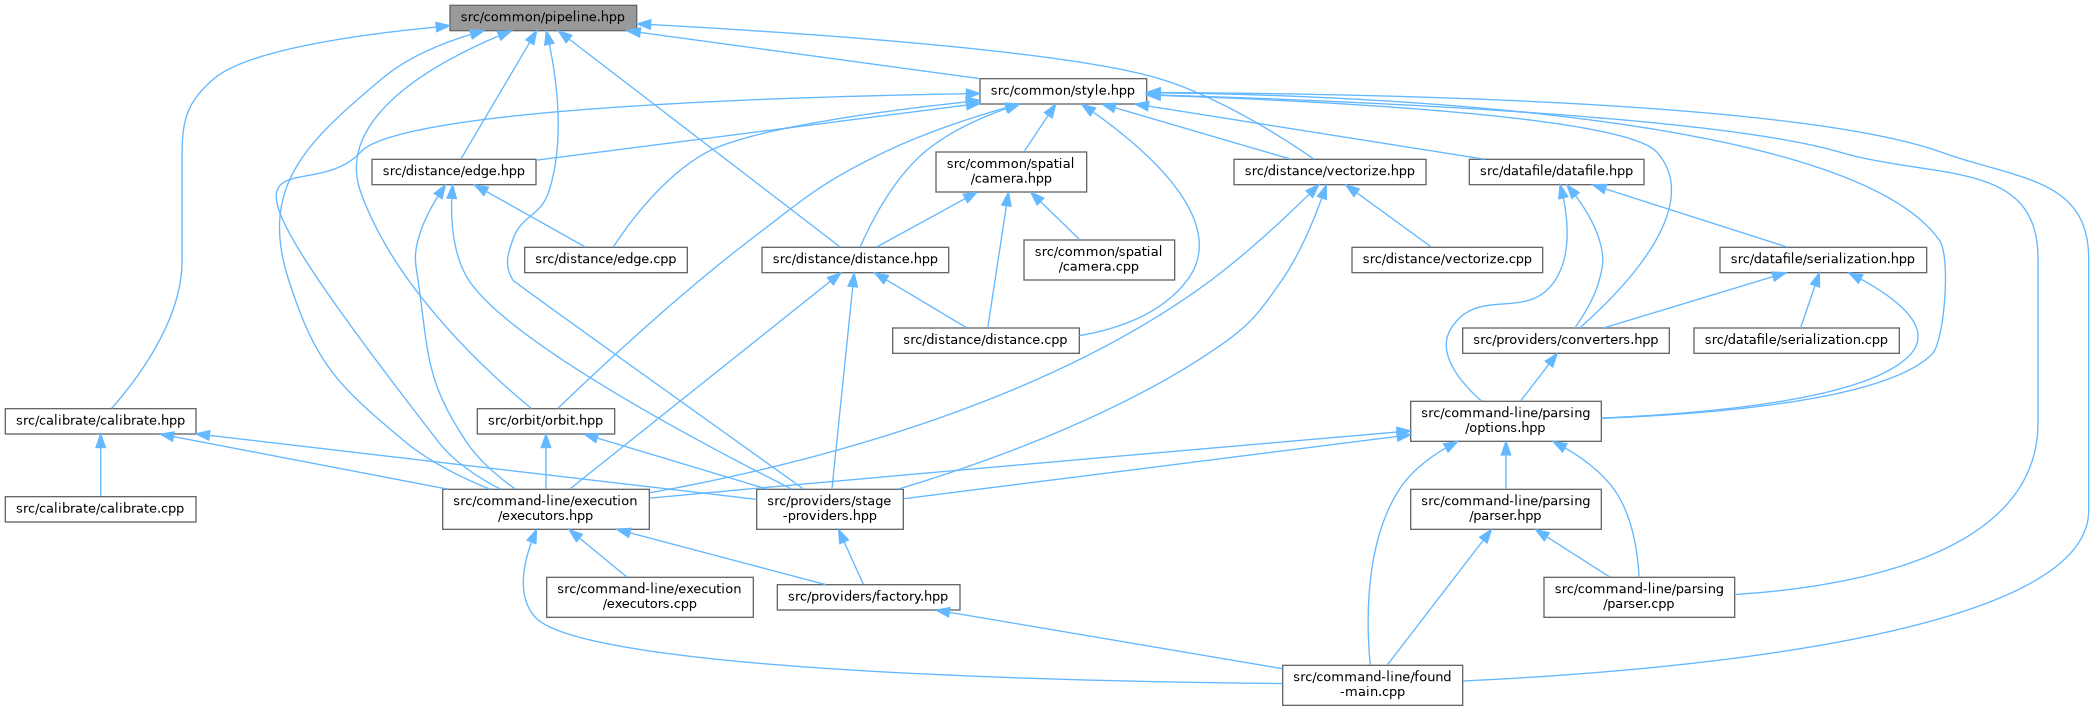 src/common/pipeline.hpp
src/common/style.hpp
src/distance/edge.hpp
src/common/spatial
/camera.hpp
src/distance/vectorize.hpp
src/datafile/datafile.hpp
src/distance/edge.cpp
src/distance/distance.hpp
src/common/spatial
/camera.cpp
src/distance/vectorize.cpp
src/datafile/serialization.hpp
src/distance/distance.cpp
src/providers/converters.hpp
src/datafile/serialization.cpp
src/calibrate/calibrate.hpp
src/orbit/orbit.hpp
src/command-line/parsing
/options.hpp
src/calibrate/calibrate.cpp
src/command-line/execution
/executors.hpp
src/providers/stage
-providers.hpp
src/command-line/parsing
/parser.hpp
src/command-line/execution
/executors.cpp
src/providers/factory.hpp
src/command-line/parsing
/parser.cpp
src/command-line/found
-main.cpp